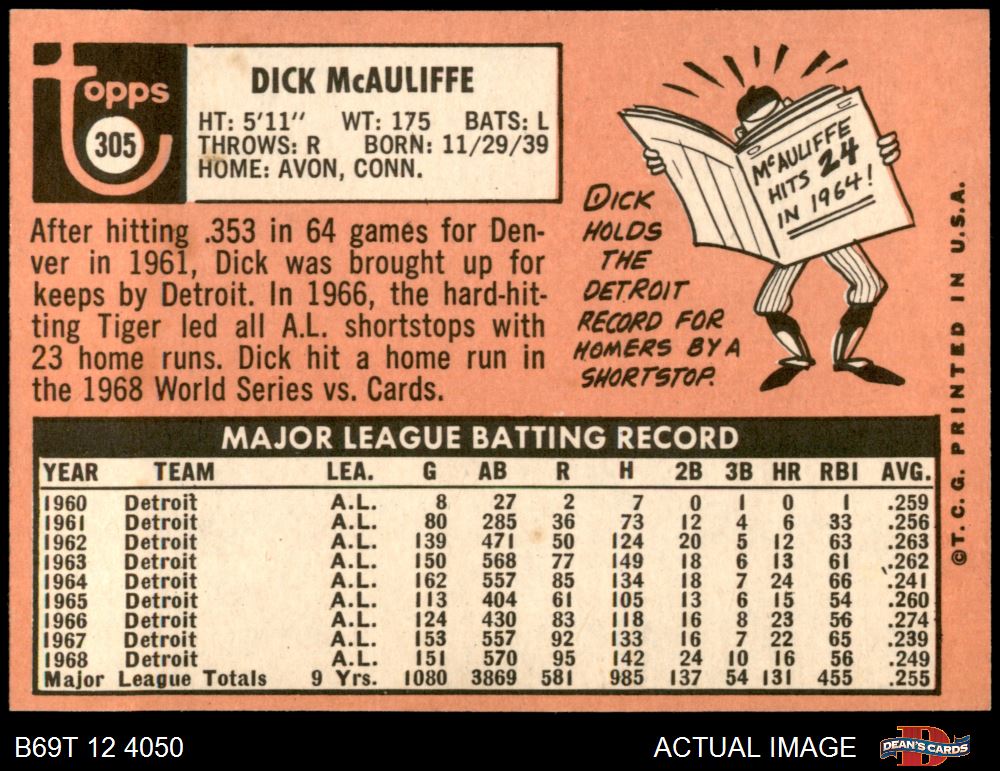 Topps
305
DICK McAULIFFE
HT: 5'11" WT: 175 BATS: L
THROWS: R BORN: 11/29/39
HOME: AVON, CONN.
After hitting .353 in 64 games for Den-
ver in 1961, Dick was brought up for
keeps by Detroit. In 1966, the hard-hit-
ting Tiger led all A.L. shortstops with
23 home runs. Dick hit a home run in
the 1968 World Series vs. Cards.
DICK
HOLDS
THE
DETROIT
RECORD FOR
HOMERS BY A
SHORTSTOP.
McAULIFFE
HITS 24
IN 1964!
MAJOR LEAGUE BATTING RECORD
YEAR TEAM LEA. G AB R H 2B 3B HR RBI AVG.
1960 Detroit A.L. 8 27 2 7 0 1 0 1 .259
1961 Detroit A.L. 80 285 36 73 12 4 6 33 .256
1962 Detroit A.L. 139 471 50 124 20 5 12 63 .263
1963 Detroit A.L. 150 568 77 149 18 6 13 61 .262
1964 Detroit A.L. 162 557 85 134 18 7 24 66 .241
1965 Detroit A.L. 113 404 61 105 13 6 15 54 .260
1966 Detroit A.L. 124 430 83 118 16 8 23 56 .274
1967 Detroit A.L. 153 557 92 133 16 7 22 65 .239
1968 Detroit A.L. 151 570 95 142 24 10 16 56 .249
Major League Totals 9 Yrs. 1080 3869 581 985 137 54 131 455 .255
©T. C. G. PRINTED IN U.S.A.
B69T 12 4050
ACTUAL IMAGE
DEAN'S CARDS